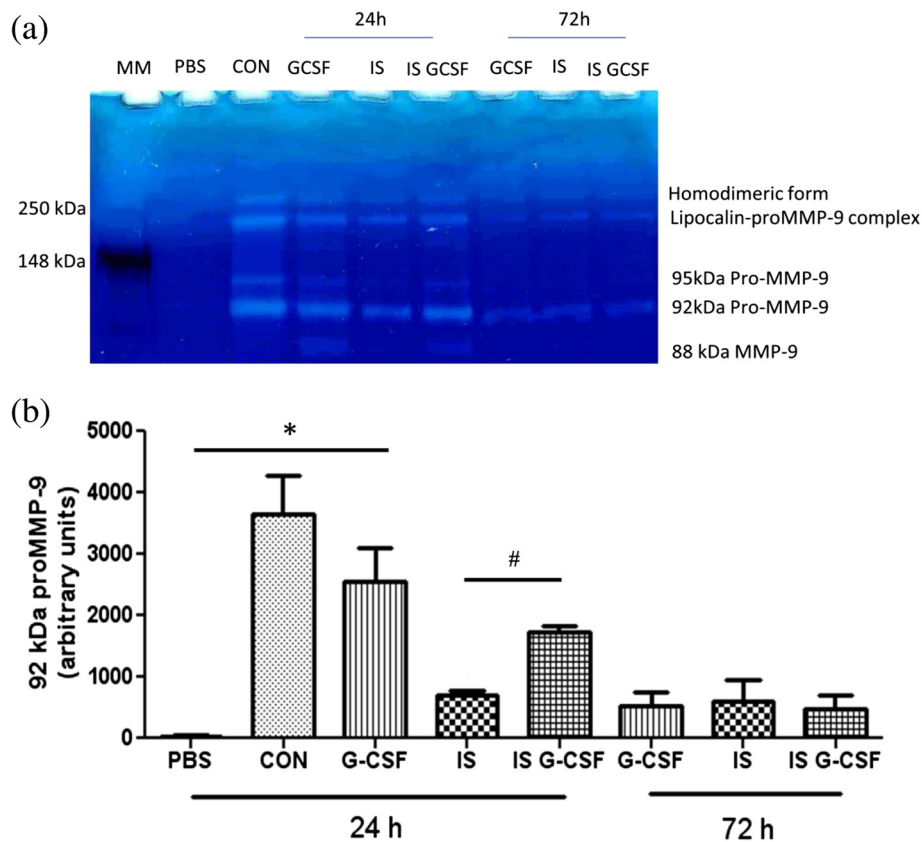 (a)
24h 72h
MM PBS CON GCSF IS IS GCSF GCSF IS IS GCSF
250 kDa
148 kDa
Homodimeric form
Lipocalin-proMMP-9 complex
95kDa Pro-MMP-9
92kDa Pro-MMP-9
88 kDa MMP-9
(b)
92 kDa proMMP-9
(arbitrary units)
5000
4000
3000
2000
1000
0
*
#
PBS CON G-CSF IS IS G-CSF G-CSF IS IS G-CSF
24 h 72 h